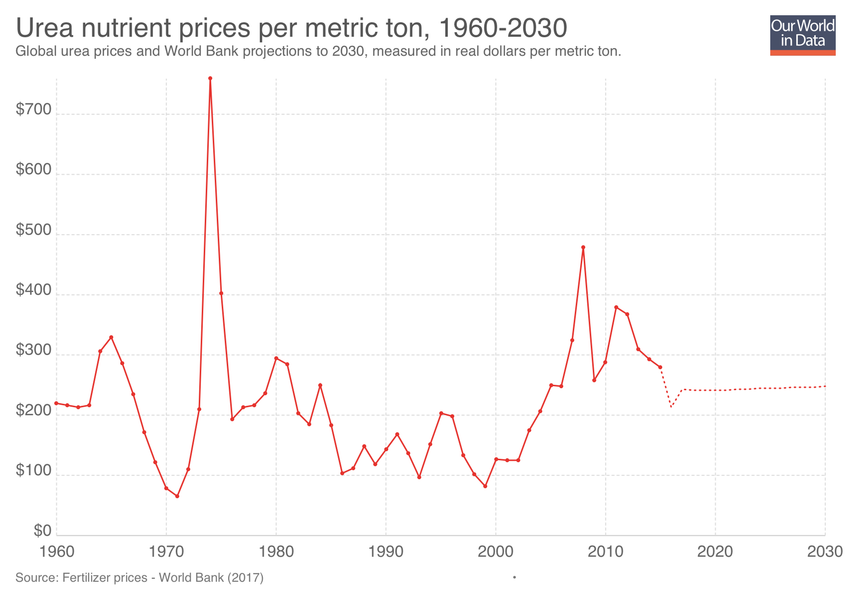 Urea nutrient prices per metric ton, 1960-2030
Global urea prices and World Bank projections to 2030, measured in real dollars per metric ton.
Our World
in Data
$700
$600
$500
$400
$300
$200
$100
$0
1960 1970 1980 1990 2000 2010 2020 2030
Source: Fertilizer prices - World Bank (2017)